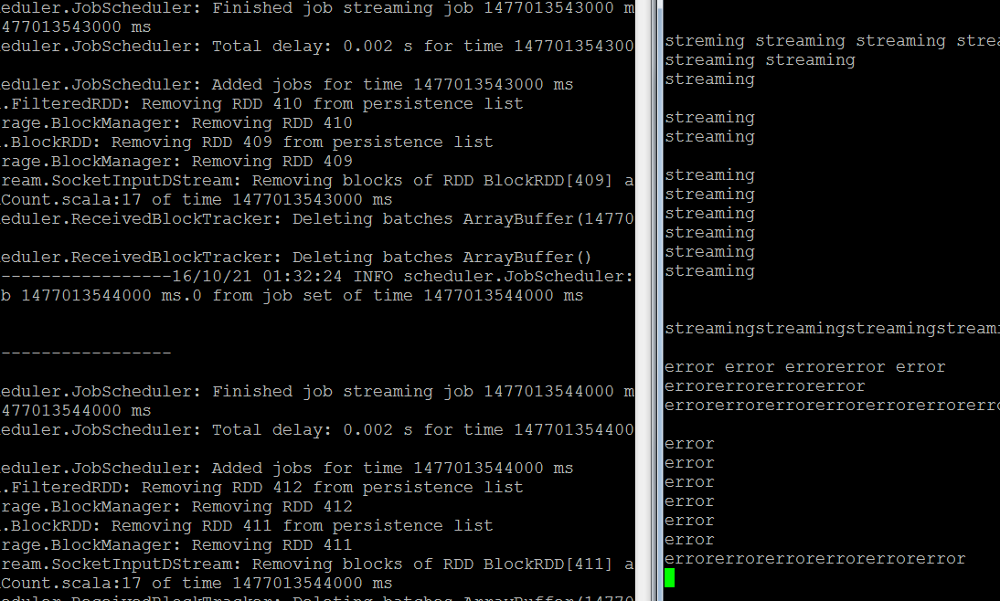 eduler.JobScheduler: Finished job streaming job 1477013543000 m
477013543000 ms
eduler.JobScheduler: Total delay: 0.002 s for time 147701354300
eduler.JobScheduler: Added jobs for time 1477013543000 ms
.FilteredRDD: Removing RDD 410 from persistence list
rage.BlockManager: Removing RDD 410
.BlockRDD: Removing RDD 409 from persistence list
rage.BlockManager: Removing RDD 409
ream.SocketInputDStream: Removing blocks of RDD BlockRDD[409] a
Count.scala:17 of time 1477013543000 ms
eduler.ReceivedBlockTracker: Deleting batches ArrayBuffer(14770
eduler.ReceivedBlockTracker: Deleting batches ArrayBuffer()
-----------------16/10/21 01:32:24 INFO scheduler.JobScheduler:
b 1477013544000 ms.0 from job set of time 1477013544000 ms
-----------------
eduler.JobScheduler: Finished job streaming job 1477013544000 m
477013544000 ms
eduler.JobScheduler: Total delay: 0.002 s for time 147701354400
eduler.JobScheduler: Added jobs for time 1477013544000 ms
.FilteredRDD: Removing RDD 412 from persistence list
rage.BlockManager: Removing RDD 412
.BlockRDD: Removing RDD 411 from persistence list
rage.BlockManager: Removing RDD 411
ream.SocketInputDStream: Removing blocks of RDD BlockRDD[411] a
Count.scala:17 of time 1477013544000 ms
eduler.ReceivedBlockTracker: Deleting batches ArrayBuffer(14770
streming streaming streaming strea
streaming streaming
streaming
streaming
streaming
streaming
streaming
streaming
streaming
streaming
streaming
streamingstreamingstreamingstreami
error error errorerror error
errorerrorerrorerror
errorerrorerrorerrorerrorerrorerro
error
error
error
error
error
error
errorerrorerrorerrorerrorerror